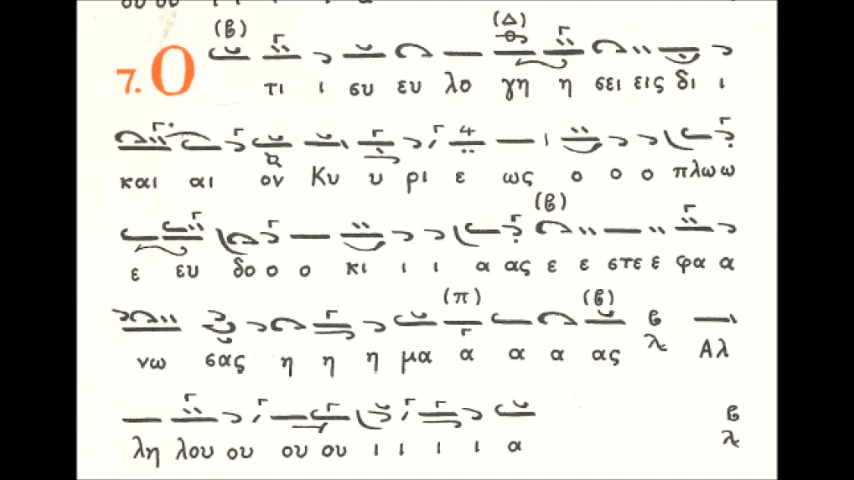 (β) (Δ)
7. Ο τι ι συ ευ λο γη η σει εις δι ι
και αι ον Κυ υ ρι ε ως ο ο ο πλω ω
(β)
ε ευ δο ο ο κι ι ι α ας ε ε στε ε φα α
(π) (β)
νω σας η η η μα α α α ας Αλ
λη λου ου ου ου ι ι ι ι α